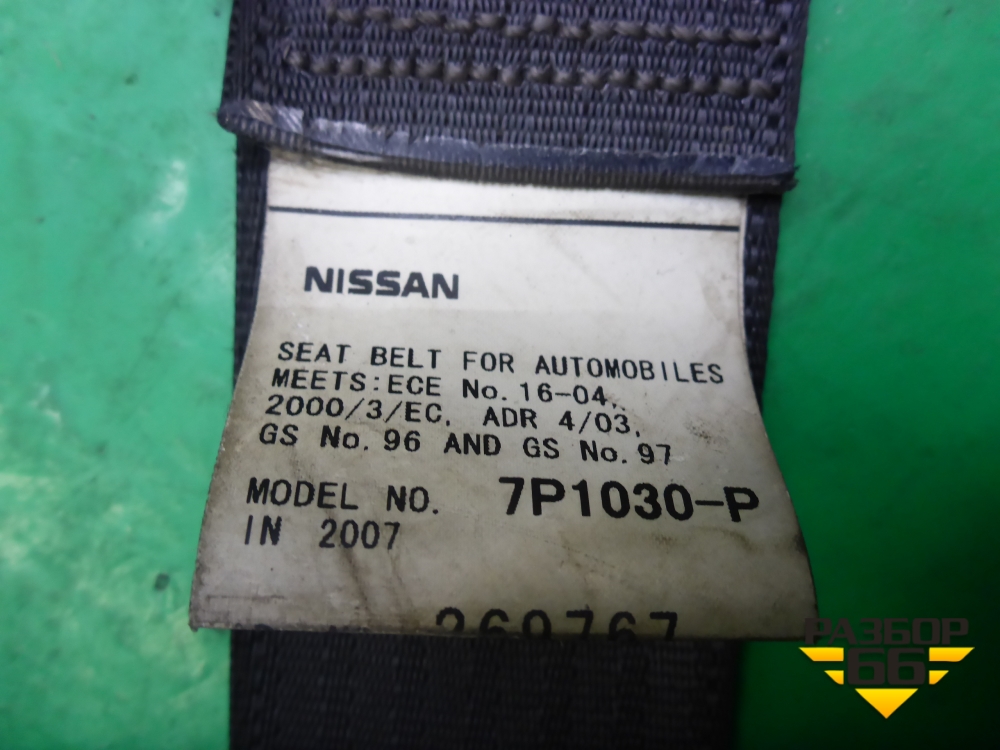 NISSAN
SEAT BELT FOR AUTOMOBILES
MEETS:ECE No.16-04,
2000/3/EC, ADR 4/03,
GS No.96 AND GS No.97
MODEL NO. 7P1030-P
IN 2007
269767
РАЗБОР
66